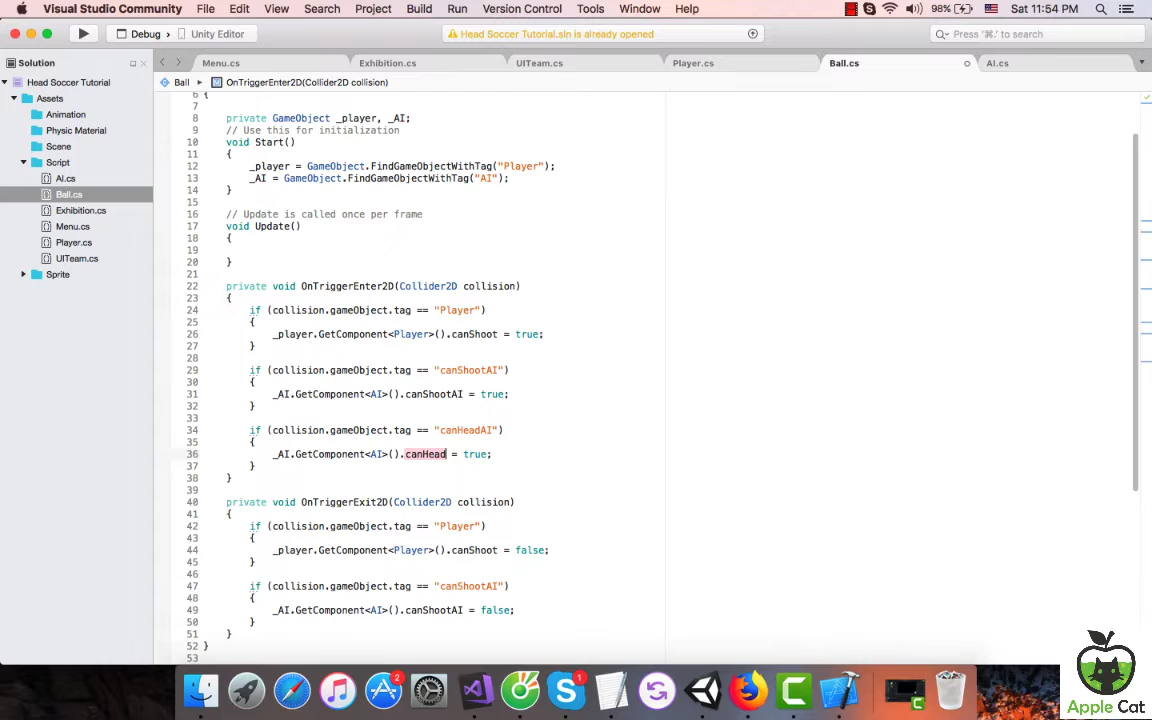 Visual Studio Community File Edit View Search Project Build Run Version Control Tools Window Help 98% Sat 11:54 PM
Debug › Unity Editor Head Soccer Tutorial.sln is already opened Press '⌘.' to search
Solution Menu.cs Exhibition.cs UITeam.cs Player.cs Ball.cs AI.cs
Head Soccer Tutorial
Assets
Animation
Physic Material
Scene
Script
AI.cs
Ball.cs
Exhibition.cs
Menu.cs
Player.cs
UITeam.cs
Sprite
Ball ▸ OnTriggerEnter2D(Collider2D collision)
6 {
7
8 private GameObject _player, _AI;
9 // Use this for initialization
10 void Start()
11 {
12 _player = GameObject.FindGameObjectWithTag("Player");
13 _AI = GameObject.FindGameObjectWithTag("AI");
14 }
15
16 // Update is called once per frame
17 void Update()
18 {
19
20 }
21
22 private void OnTriggerEnter2D(Collider2D collision)
23 {
24 if (collision.gameObject.tag == "Player")
25 {
26 _player.GetComponent<Player>().canShoot = true;
27 }
28
29 if (collision.gameObject.tag == "canShootAI")
30 {
31 _AI.GetComponent<AI>().canShootAI = true;
32 }
33
34 if (collision.gameObject.tag == "canHeadAI")
35 {
36 _AI.GetComponent<AI>().canHead = true;
37 }
38 }
39
40 private void OnTriggerExit2D(Collider2D collision)
41 {
42 if (collision.gameObject.tag == "Player")
43 {
44 _player.GetComponent<Player>().canShoot = false;
45 }
46
47 if (collision.gameObject.tag == "canShootAI")
48 {
49 _AI.GetComponent<AI>().canShootAI = false;
50 }
51 }
52 }
53
2
1
Apple Cat